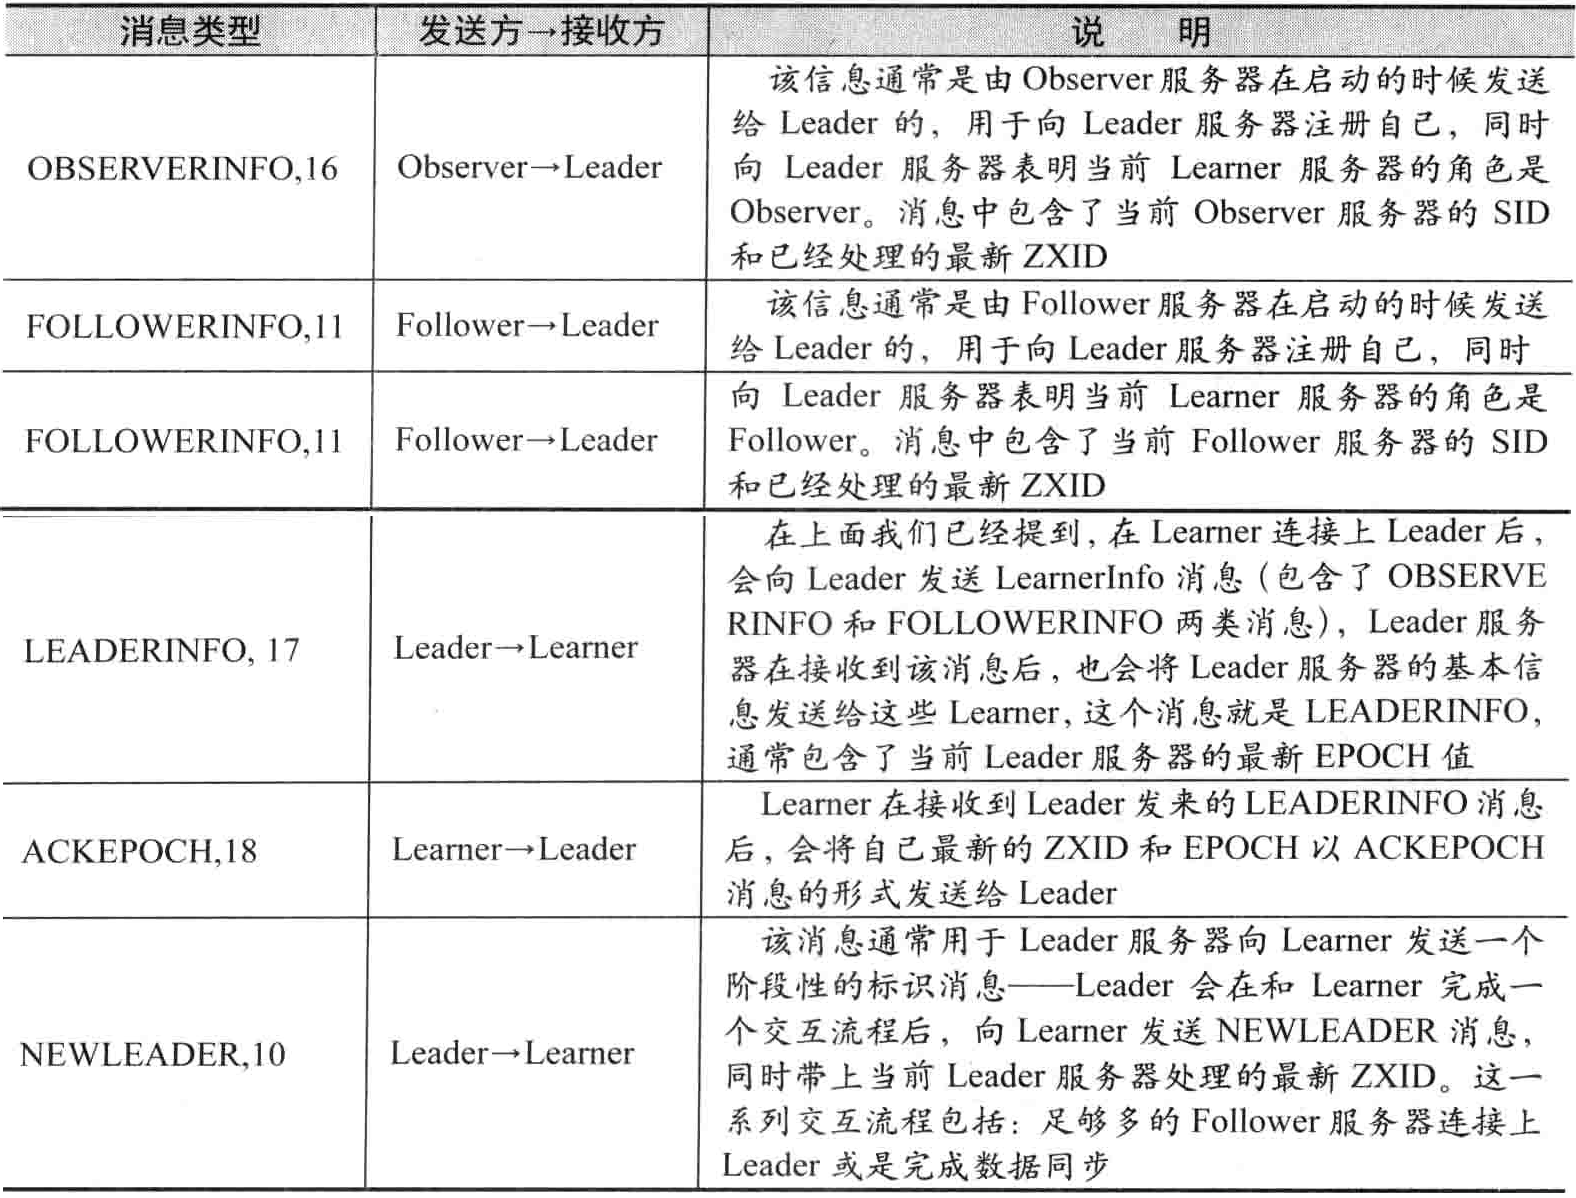 消息类型 发送方→接收方 说 明
OBSERVERINFO,16 Observer→Leader
该信息通常是由 Observer 服务器在启动的时候发送
给 Leader 的，用于向 Leader 服务器注册自己，同时
向 Leader 服务器表明当前 Learner 服务器的角色是
Observer。消息中包含了当前 Observer 服务器的 SID
和已经处理的最新 ZXID
FOLLOWERINFO,11 Follower→Leader
该信息通常是由 Follower 服务器在启动的时候发送
给 Leader 的，用于向 Leader 服务器注册自己，同时
FOLLOWERINFO,11 Follower→Leader
向 Leader 服务器表明当前 Learner 服务器的角色是
Follower。消息中包含了当前 Follower 服务器的 SID
和已经处理的最新 ZXID
LEADERINFO, 17 Leader→Learner
在上面我们已经提到，在 Learner 连接上 Leader 后，
会向 Leader 发送 LearnerInfo 消息（包含了 OBSERVE
RINFO 和 FOLLOWERINFO 两类消息），Leader 服务
器在接收到该消息后，也会将 Leader 服务器的基本信
息发送给这些 Learner，这个消息就是 LEADERINFO，
通常包含了当前 Leader 服务器的最新 EPOCH 值
ACKEPOCH,18 Learner→Leader
Learner 在接收到 Leader 发来的 LEADERINFO 消息
后，会将自己最新的 ZXID 和 EPOCH 以 ACKEPOCH
消息的形式发送给 Leader
NEWLEADER,10 Leader→Learner
该消息通常用于 Leader 服务器向 Learner 发送一个
阶段性的标识消息——Leader 会在和 Learner 完成一
个交互流程后，向 Learner 发送 NEWLEADER 消息，
同时带上当前 Leader 服务器处理的最新 ZXID。这一
系列交互流程包括：足够多的 Follower 服务器连接上
Leader 或是完成数据同步